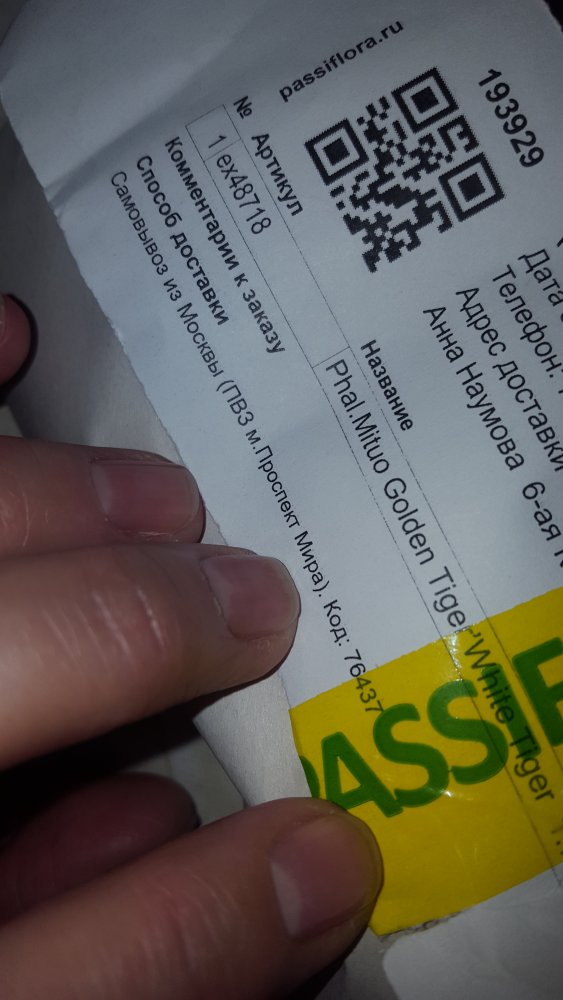 passiflora.ru
193929
Дата
Телефон:
Адрес доставки
Анна Наумова 6-ая
№ Артикул Название
1 ex48718 Phal.Mituo Golden Tiger'White Tiger
Комментарии к заказу
Способ доставки
Самовывоз из Москвы (ПВЗ м.Проспект Мира). Код: 76437
PASS